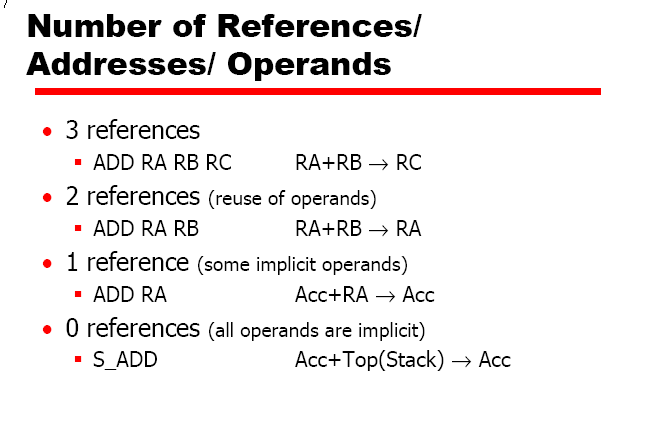 Number of References/
Addresses/ Operands
• 3 references
▪ ADD RA RB RC RA+RB → RC
• 2 references (reuse of operands)
▪ ADD RA RB RA+RB → RA
• 1 reference (some implicit operands)
▪ ADD RA Acc+RA → Acc
• 0 references (all operands are implicit)
▪ S_ADD Acc+Top(Stack) → Acc